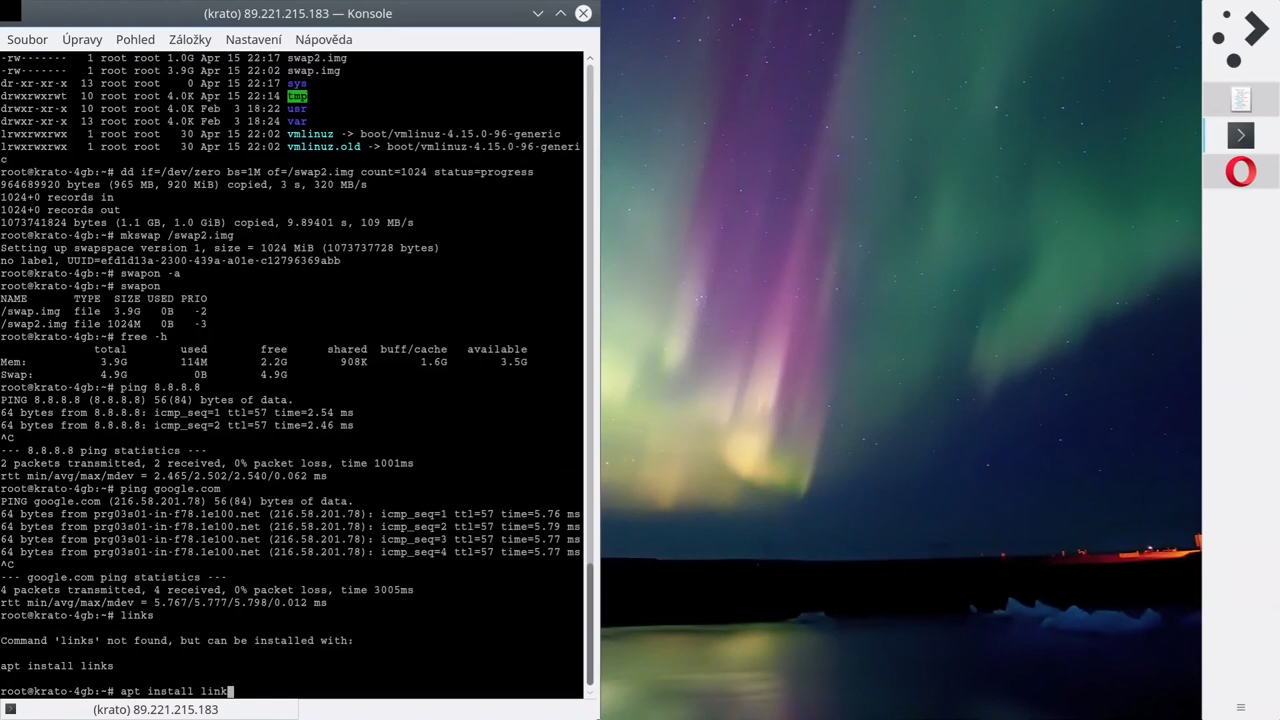 (krato) 89.221.215.183 — Konsole
Soubor Úpravy Pohled Záložky Nastavení Nápověda
-rw------- 1 root root 1.0G Apr 15 22:17 swap2.img
-rw------- 1 root root 3.9G Apr 15 22:02 swap.img
dr-xr-xr-x 13 root root 0 Apr 15 22:17 sys
drwxrwxrwt 10 root root 4.0K Apr 15 22:14 tmp
drwxr-xr-x 10 root root 4.0K Feb 3 18:22 usr
drwxr-xr-x 13 root root 4.0K Feb 3 18:24 var
lrwxrwxrwx 1 root root 30 Apr 15 22:02 vmlinuz -> boot/vmlinuz-4.15.0-96-generic
lrwxrwxrwx 1 root root 30 Apr 15 22:02 vmlinuz.old -> boot/vmlinuz-4.15.0-96-generi
c
root@krato-4gb:~# dd if=/dev/zero bs=1M of=/swap2.img count=1024 status=progress
964689920 bytes (965 MB, 920 MiB) copied, 3 s, 320 MB/s
1024+0 records in
1024+0 records out
1073741824 bytes (1.1 GB, 1.0 GiB) copied, 9.89401 s, 109 MB/s
root@krato-4gb:~# mkswap /swap2.img
Setting up swapspace version 1, size = 1024 MiB (1073737728 bytes)
no label, UUID=efd1d13a-2300-439a-a01e-c12796369abb
root@krato-4gb:~# swapon -a
root@krato-4gb:~# swapon
NAME TYPE SIZE USED PRIO
/swap.img file 3.9G 0B -2
/swap2.img file 1024M 0B -3
root@krato-4gb:~# free -h
total used free shared buff/cache available
Mem: 3.9G 114M 2.2G 908K 1.6G 3.5G
Swap: 4.9G 0B 4.9G
root@krato-4gb:~# ping 8.8.8.8
PING 8.8.8.8 (8.8.8.8) 56(84) bytes of data.
64 bytes from 8.8.8.8: icmp_seq=1 ttl=57 time=2.54 ms
64 bytes from 8.8.8.8: icmp_seq=2 ttl=57 time=2.46 ms
^C
--- 8.8.8.8 ping statistics ---
2 packets transmitted, 2 received, 0% packet loss, time 1001ms
rtt min/avg/max/mdev = 2.465/2.502/2.540/0.062 ms
root@krato-4gb:~# ping google.com
PING google.com (216.58.201.78) 56(84) bytes of data.
64 bytes from prg03s01-in-f78.1e100.net (216.58.201.78): icmp_seq=1 ttl=57 time=5.76 ms
64 bytes from prg03s01-in-f78.1e100.net (216.58.201.78): icmp_seq=2 ttl=57 time=5.79 ms
64 bytes from prg03s01-in-f78.1e100.net (216.58.201.78): icmp_seq=3 ttl=57 time=5.77 ms
64 bytes from prg03s01-in-f78.1e100.net (216.58.201.78): icmp_seq=4 ttl=57 time=5.77 ms
^C
--- google.com ping statistics ---
4 packets transmitted, 4 received, 0% packet loss, time 3005ms
rtt min/avg/max/mdev = 5.767/5.777/5.798/0.012 ms
root@krato-4gb:~# links
Command 'links' not found, but can be installed with:
apt install links
root@krato-4gb:~# apt install link
(krato) 89.221.215.183